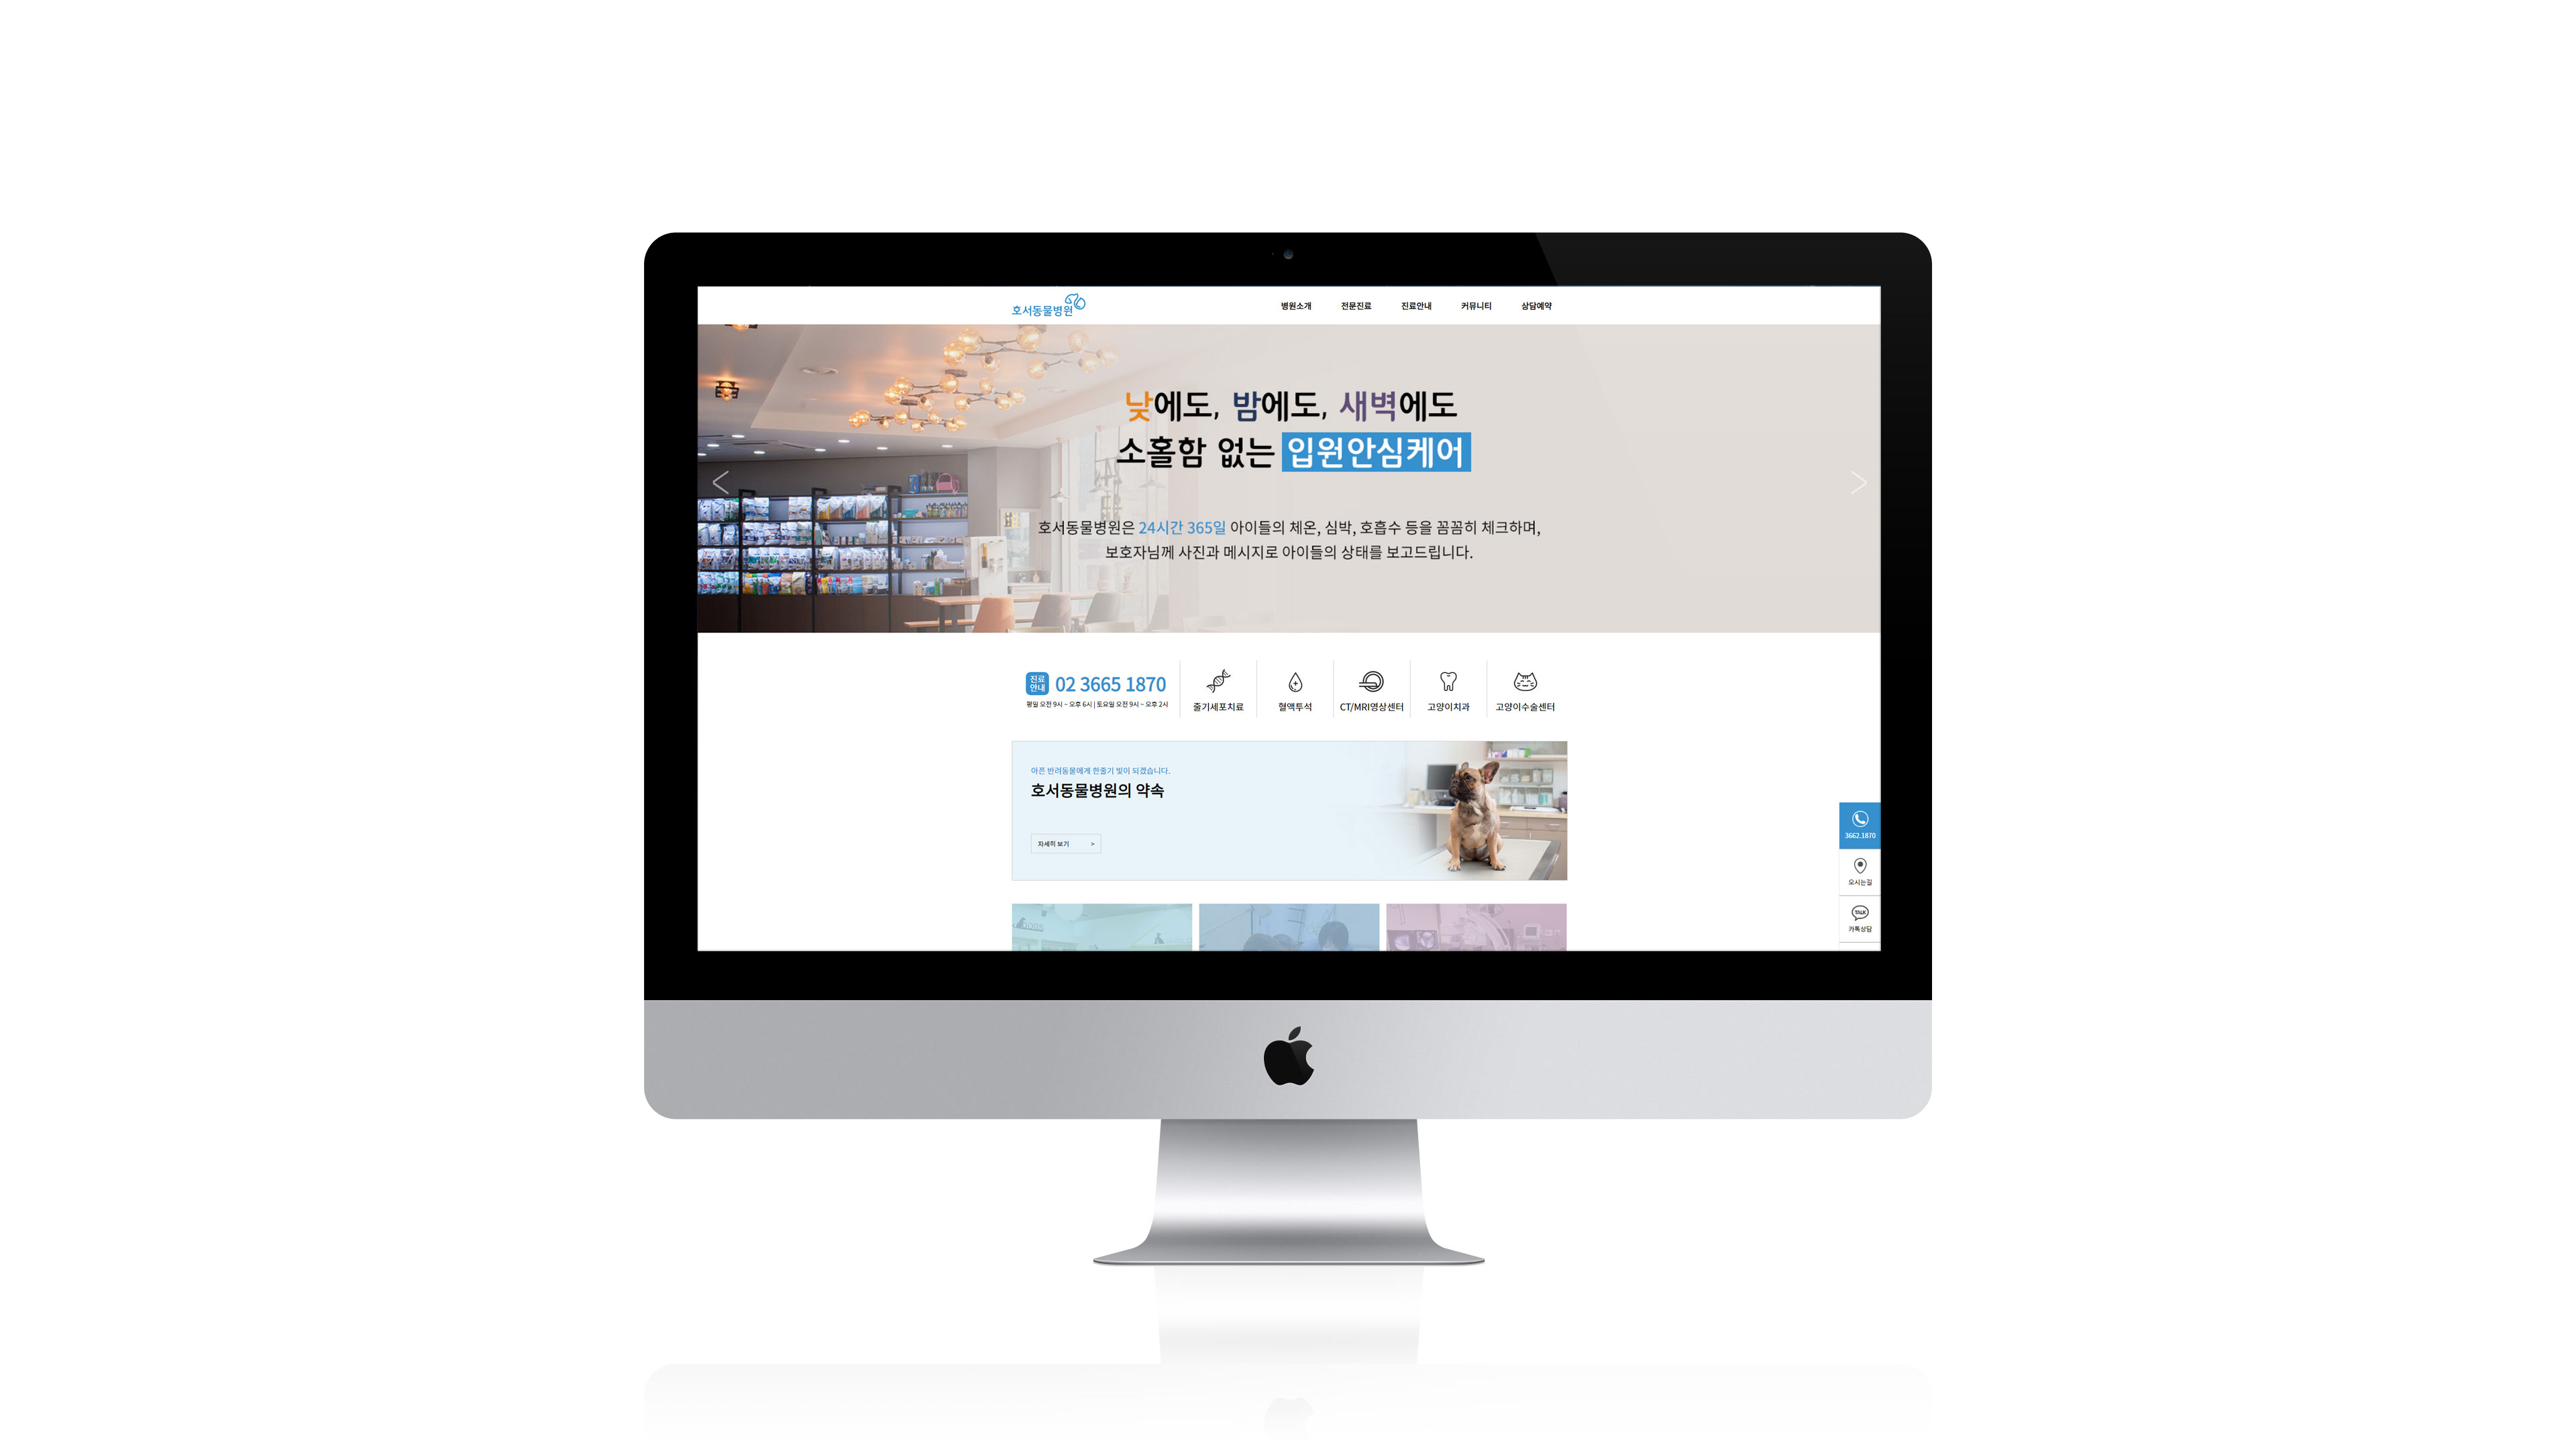 호서동물병원
병원소개 전문진료 진료안내 커뮤니티 상담예약
낮에도, 밤에도, 새벽에도
소홀함 없는 입원안심케어
호서동물병원은 24시간 365일 아이들의 체온, 심박, 호흡수 등을 꼼꼼히 체크하며,
보호자님께 사진과 메시지로 아이들의 상태를 보고드립니다.
진료
안내
02 3665 1870
평일 오전 9시 ~ 오후 6시 | 토요일 오전 9시 ~ 오후 2시
줄기세포치료
혈액투석
CT/MRI영상센터
고양이치과
고양이수술센터
아픈 반려동물에게 한줄기 빛이 되겠습니다.
호서동물병원의 약속
자세히 보기 >
3662.1870
오시는길
TALK
카톡상담